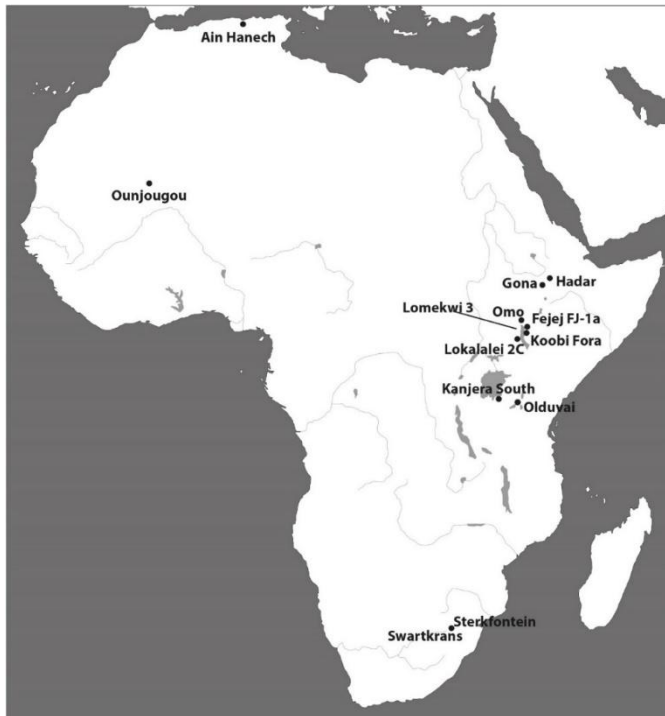 Ain Hanech
Ounjougou
Gona
Hadar
Lomekwi 3
Omo
Fejej FJ-1a
Koobi Fora
Lokalalei 2C
Kanjera South
Olduvai
Sterkfontein
Swartkrans